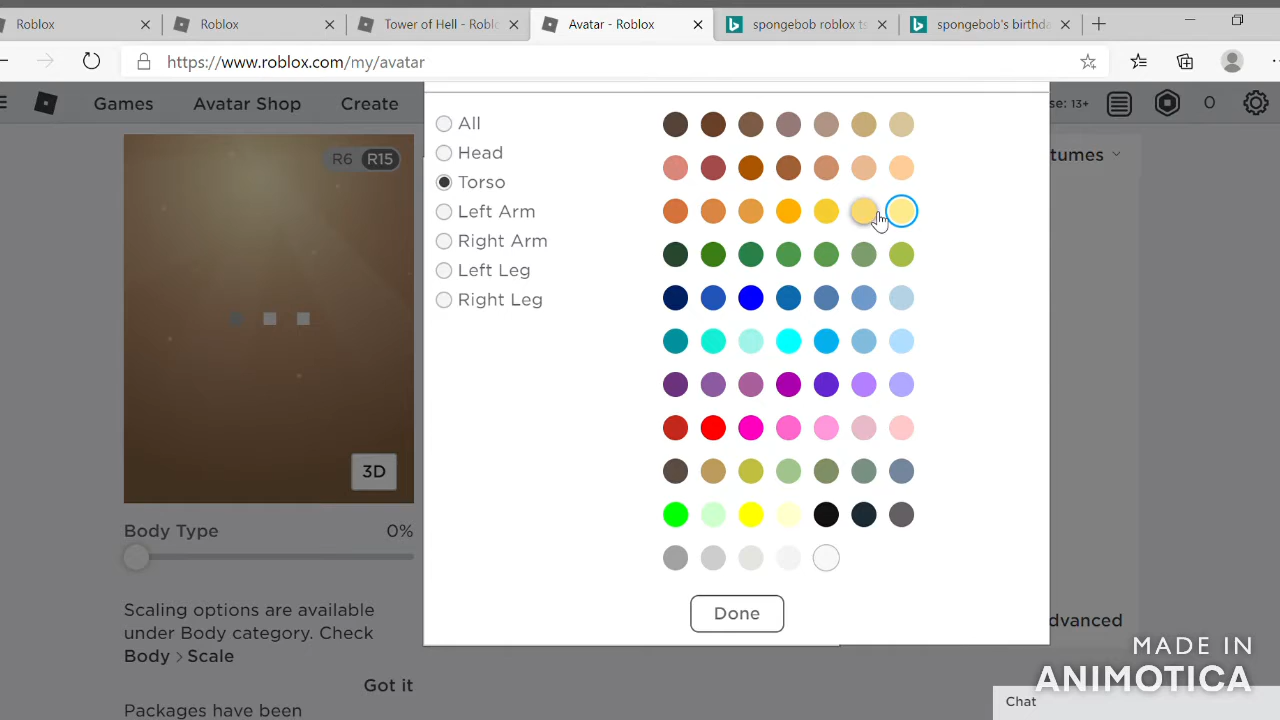 Roblox
Roblox
Tower of Hell - Roblo
Avatar - Roblox
spongebob roblox ts
spongebob's birthda
https://www.roblox.com/my/avatar
Games
Avatar Shop
Create
se: 13+
0
R6 R15
3D
Body Type
0%
Scaling options are available
under Body category. Check
Body > Scale
Got it
Packages have been
All
Head
Torso
Left Arm
Right Arm
Left Leg
Right Leg
Done
tumes
dvanced
MADE IN
ANIMOTICA
Chat